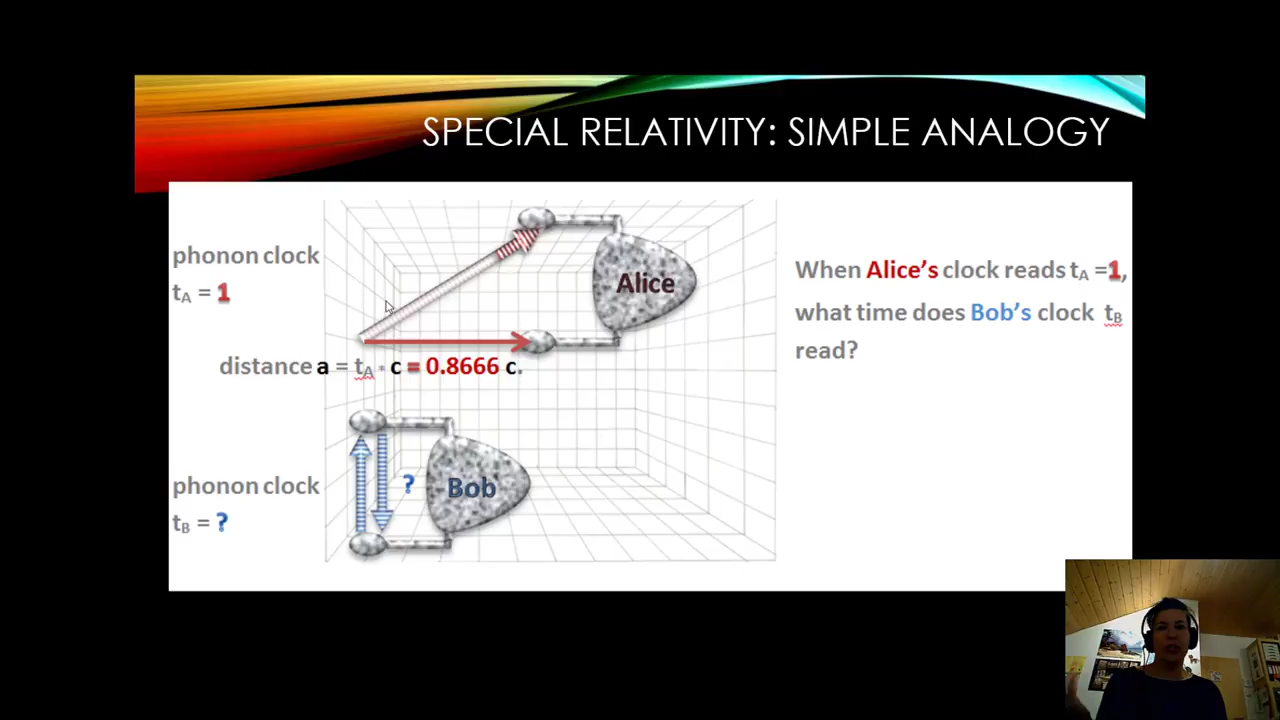 SPECIAL RELATIVITY: SIMPLE ANALOGY
phonon clock
tA = 1
Alice
distance a = tA * c = 0.8666 c.
When Alice's clock reads tA =1,
what time does Bob's clock tB
read?
phonon clock
tB = ?
?
Bob